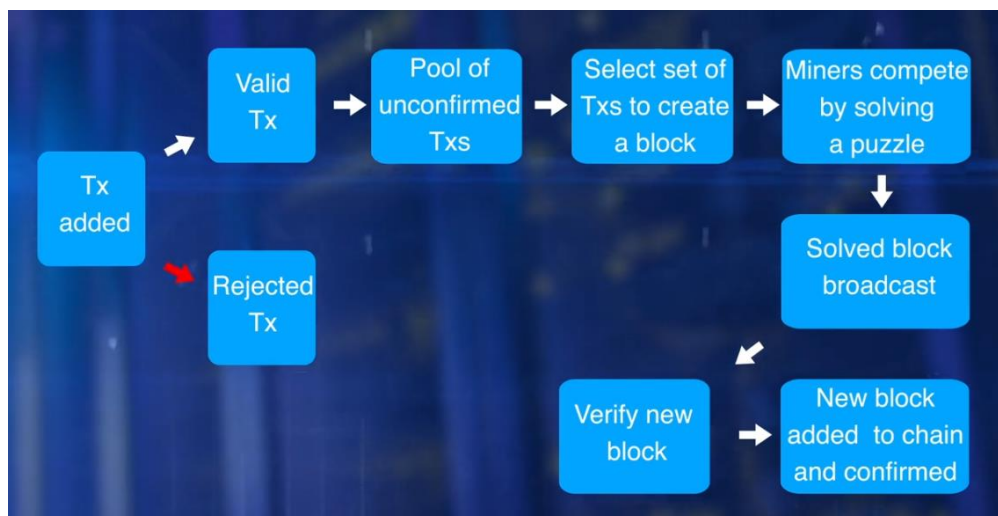 Tx
added
Valid
Tx
Rejected
Tx
Pool of
unconfirmed
Txs
Select set of
Txs to create
a block
Miners compete
by solving
a puzzle
Solved block
broadcast
Verify new
block
New block
added to chain
and confirmed